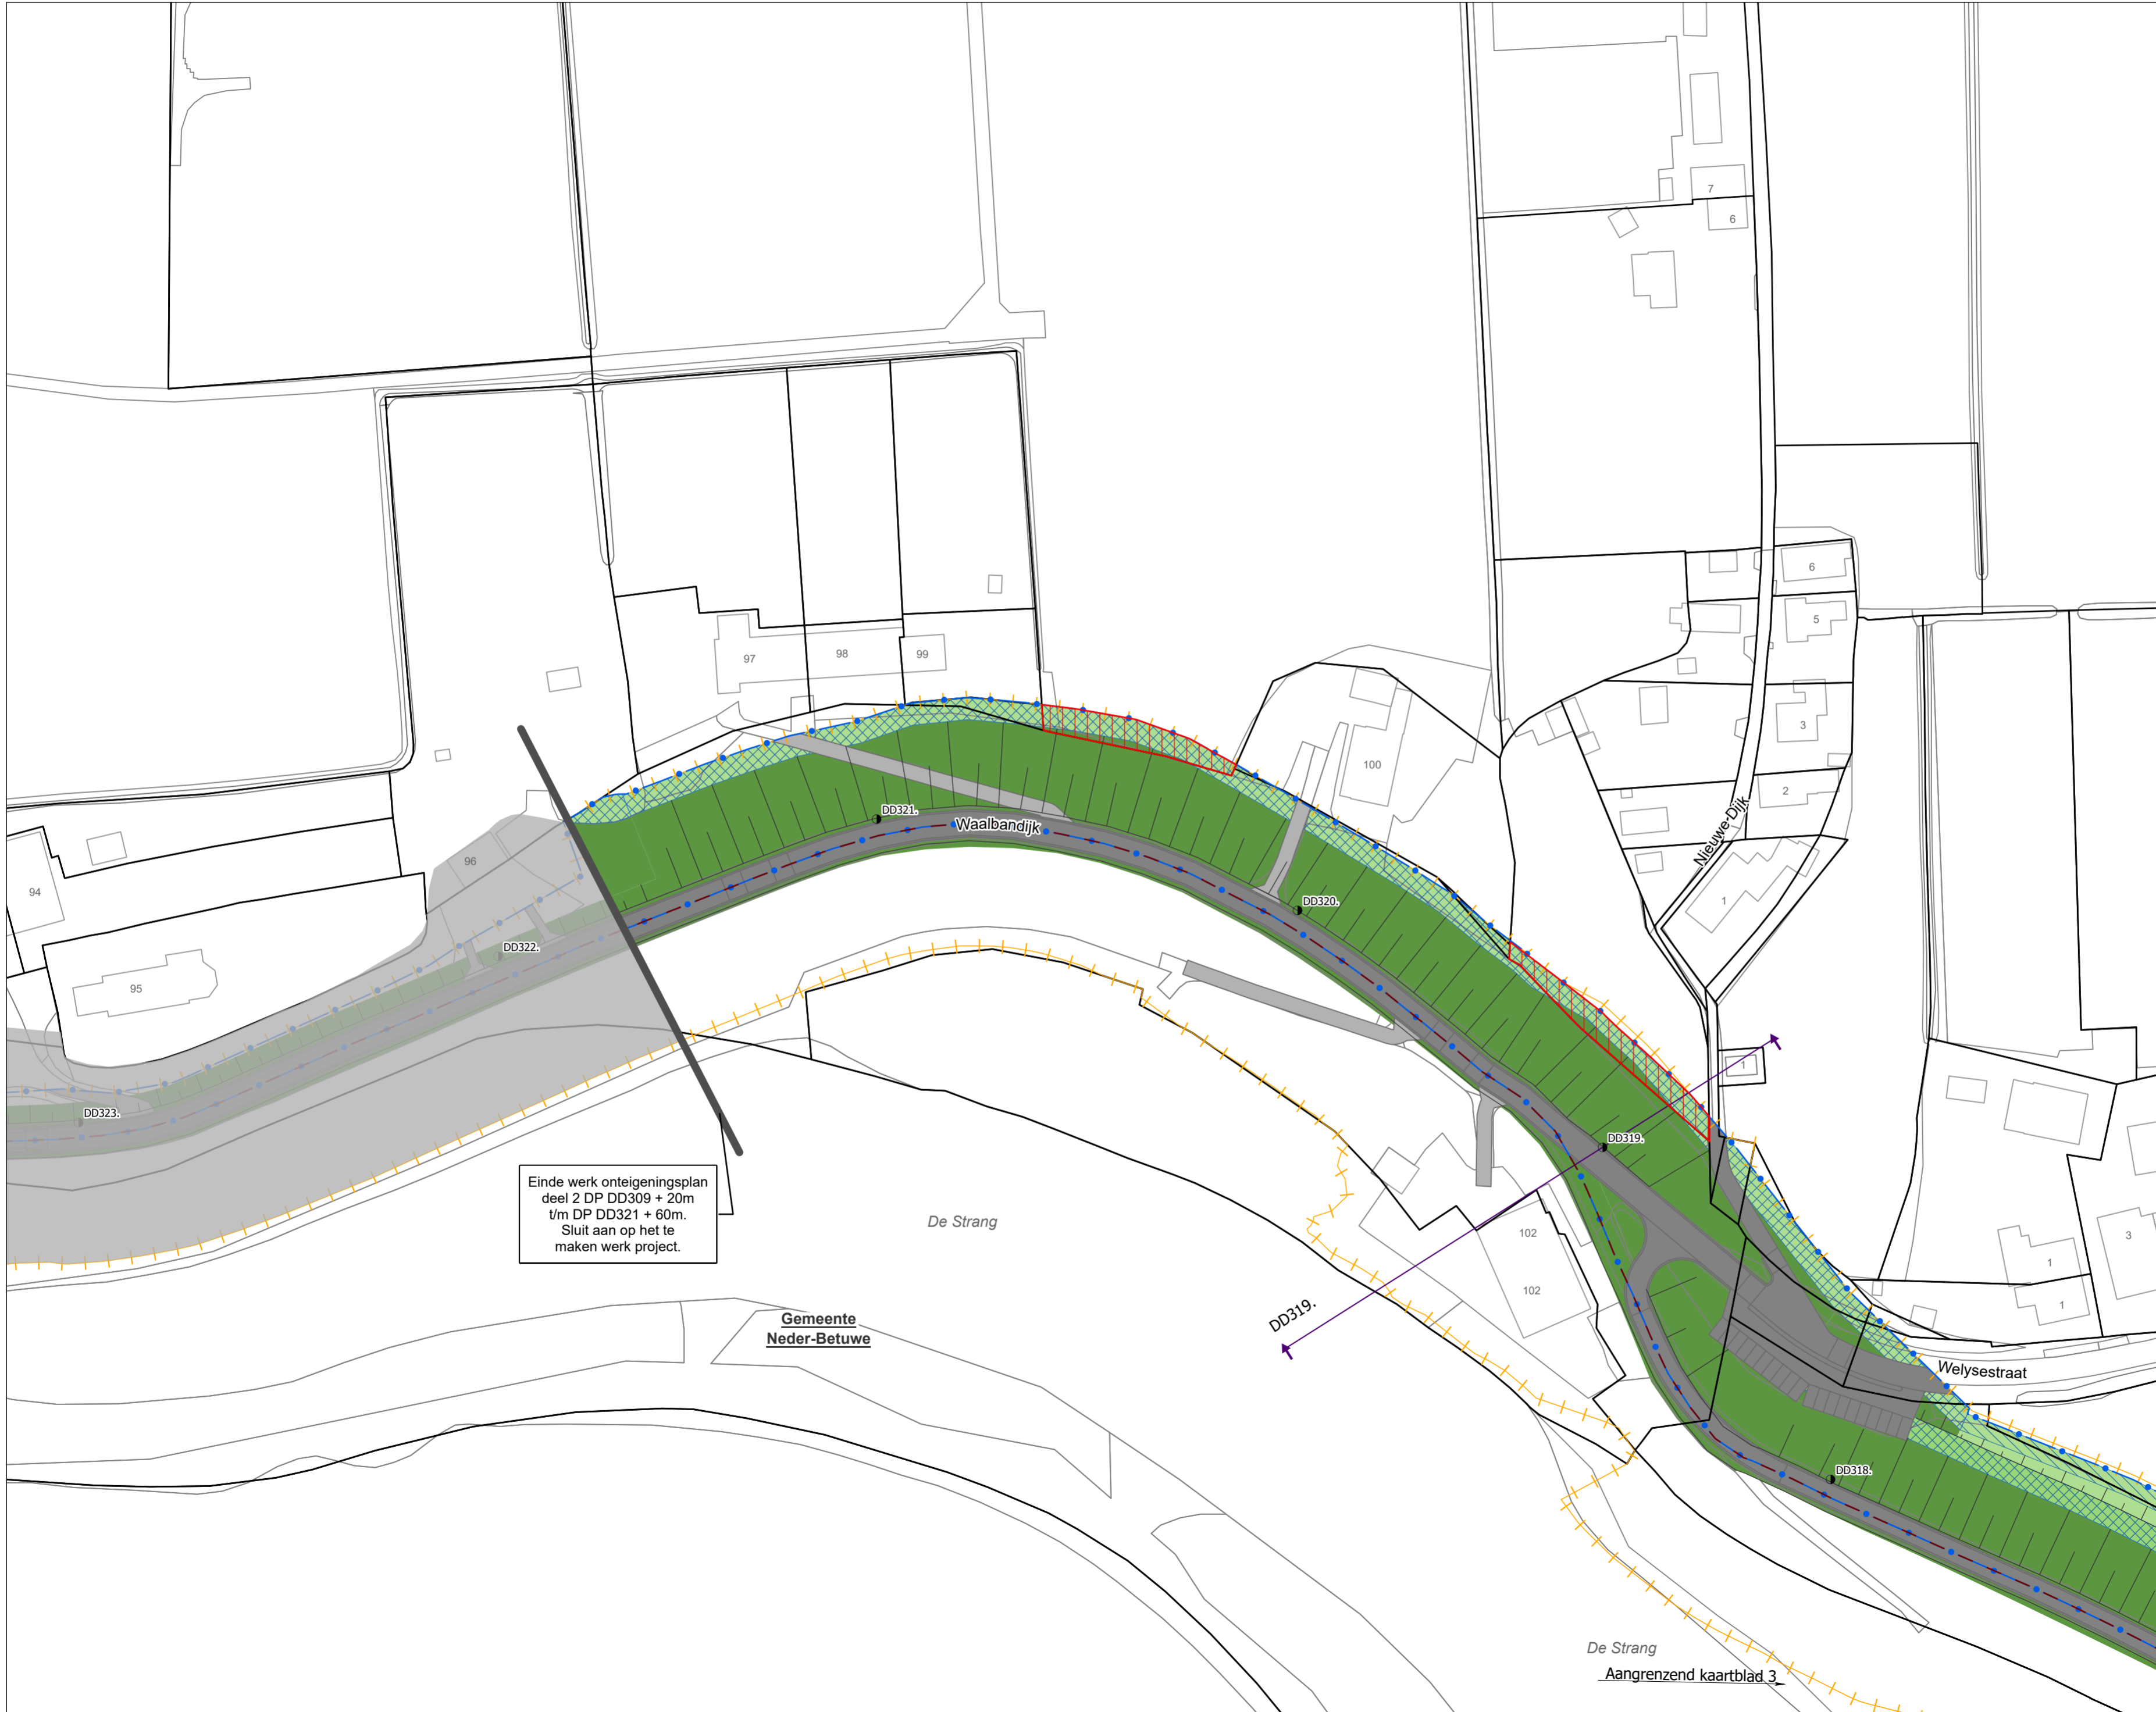 7
6
6
5
97
98
99
3
100
2
DD321.
Waalbandijk
Nieuwe Dijk
96
94
1
DD320.
DD322.
95
1
DD323.
DD319.
Einde werk onteigeningsplan
deel 2 DP DD309 + 20m
t/m DP DD321 + 60m.
Sluit aan op het te
maken werk project.
De Strang
102
3
1
102
1
DD319.
Gemeente
Neder-Betuwe
Welysestraat
DD318.
De Strang
Aangrenzend kaartblad 3